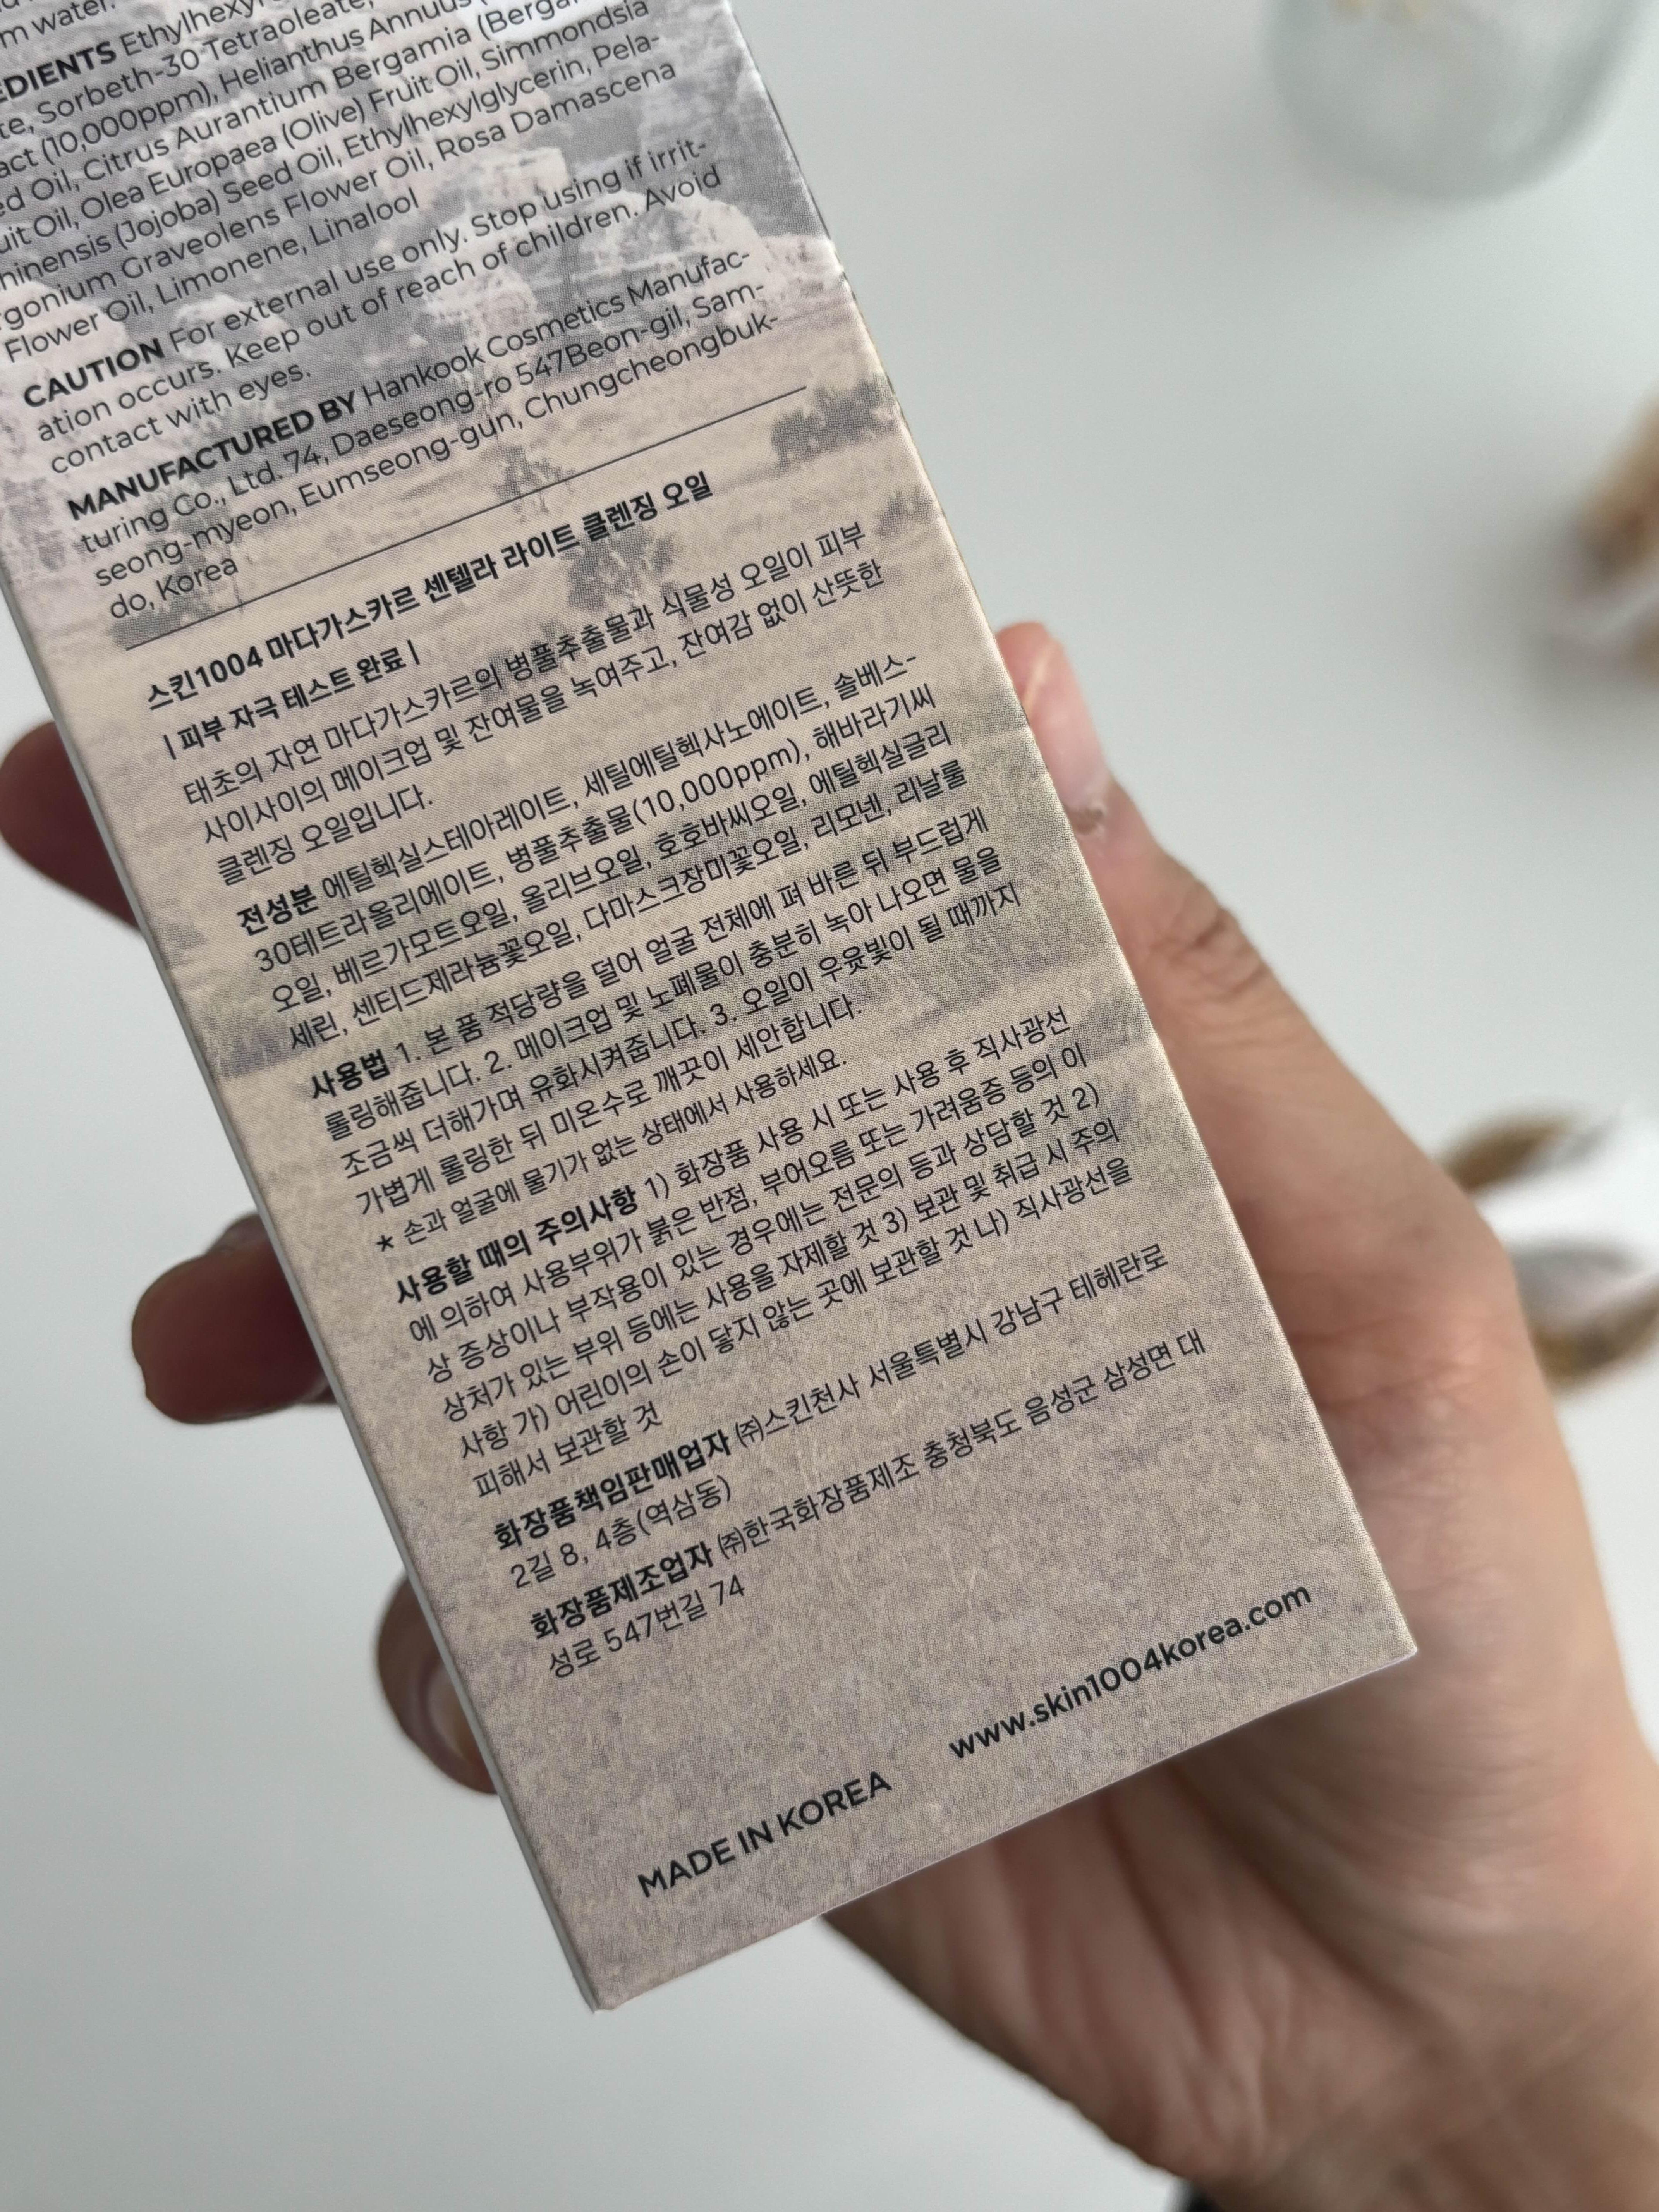 m water.
EDIENTS Ethylhexyl
te, Sorbeth-30 Tetraoleate,
act (10,000ppm), Helianthus Annuus
ed Oil, Citrus Aurantium Bergamia (Bergam
uit Oil, Olea Europaea (Olive) Fruit Oil, Simmondsia
hinensis (Jojoba) Seed Oil, Ethylhexylglycerin, Pela-
rgonium Graveolens Flower Oil, Rosa Damascena
Flower Oil, Limonene, Linalool
CAUTION For external use only. Stop using if irrit-
ation occurs. Keep out of reach of children. Avoid
contact with eyes.
MANUFACTURED BY Hankook Cosmetics Manufac-
turing Co., Ltd. 74, Daeseong-ro 547Beon-gil, Sam-
seong-myeon, Eumseong-gun, Chungcheongbuk-
do, Korea
스킨1004 마다가스카르 센텔라 라이트 클렌징 오일
| 피부 자극 테스트 완료 |
태초의 자연 마다가스카르의 병풀추출물과 식물성 오일이 피부
사이사이의 메이크업 및 잔여물을 녹여주고, 잔여감 없이 산뜻한
클렌징 오일입니다.
전성분 에틸헥실스테아레이트, 세틸에틸헥사노에이트, 솔베스-
30테트라올리에이트, 병풀추출물(10,000ppm), 해바라기씨
오일, 베르가모트오일, 올리브오일, 호호바씨오일, 에틸헥실글리
세린, 센티드제라늄꽃오일, 다마스크장미꽃오일, 리모넨, 리날룰
사용법 1. 본 품 적당량을 덜어 얼굴 전체에 펴 바른 뒤 부드럽게
롤링해줍니다. 2. 메이크업 및 노폐물이 충분히 녹아 나오면 물을
조금씩 더해가며 유화시켜줍니다. 3. 오일이 우윳빛이 될 때까지
가볍게 롤링한 뒤 미온수로 깨끗이 세안합니다.
* 손과 얼굴에 물기가 없는 상태에서 사용하세요.
사용할 때의 주의사항 1) 화장품 사용 시 또는 사용 후 직사광선
에 의하여 사용부위가 붉은 반점, 부어오름 또는 가려움증 등의 이
상 증상이나 부작용이 있는 경우에는 전문의 등과 상담할 것 2)
상처가 있는 부위 등에는 사용을 자제할 것 3) 보관 및 취급 시 주의
사항 가) 어린이의 손이 닿지 않는 곳에 보관할 것 나) 직사광선을
피해서 보관할 것
화장품책임판매업자 ㈜스킨천사 서울특별시 강남구 테헤란로
2길 8, 4층(역삼동)
화장품제조업자 ㈜한국화장품제조 충청북도 음성군 삼성면 대
성로 547번길 74
MADE IN KOREA
www.skin1004korea.com